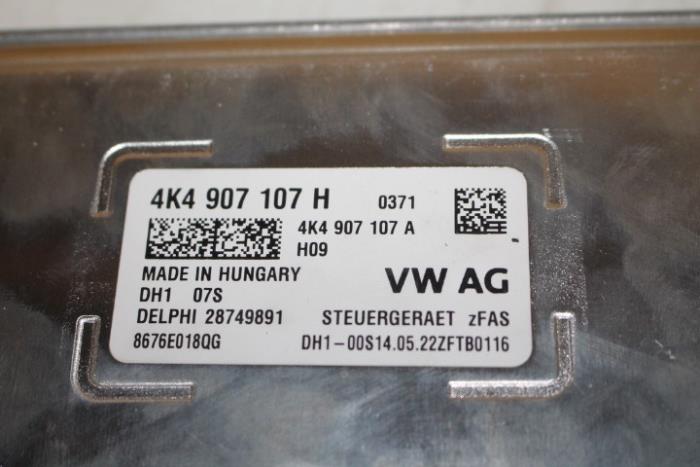 4K4 907 107 H 0371
4K4 907 107 A
H09
MADE IN HUNGARY
VW AG
DH1 07S
DELPHI 28749891 STEUERGERAET zFAS
8676E018QG DH1-00S14.05.22ZFTB0116